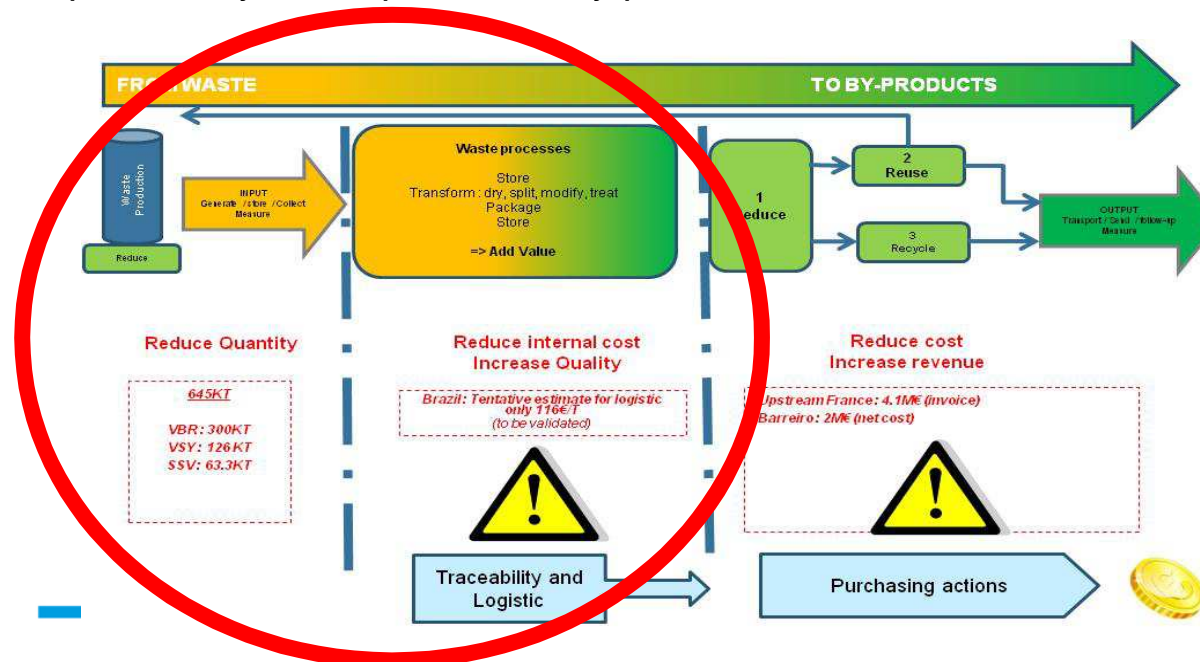 TO BY-PRODUCTS
Waste
Production
Reduce
INPUT
Generate /store /Collect
Measure
Waste processes
Store
Transform : dry, split, modify, treat
Package
Store
=> Add Value
1
2
Reuse
3
Recycle
OUTPUT
Transport / Send / follow-up
Measure
Reduce Quantity
645KT
VBR: 300KT
VSY: 126KT
SSV: 63.3KT
Reduce internal cost
Increase Quality
Brazil: Tentative estimate for logistic
only 116€/T
(to be validated)
Reduce cost
Increase revenue
Upstream France: 4.1M€ (invoice)
Barreiro: 2M€ (net cost)
Traceability and
Logistic
Purchasing actions